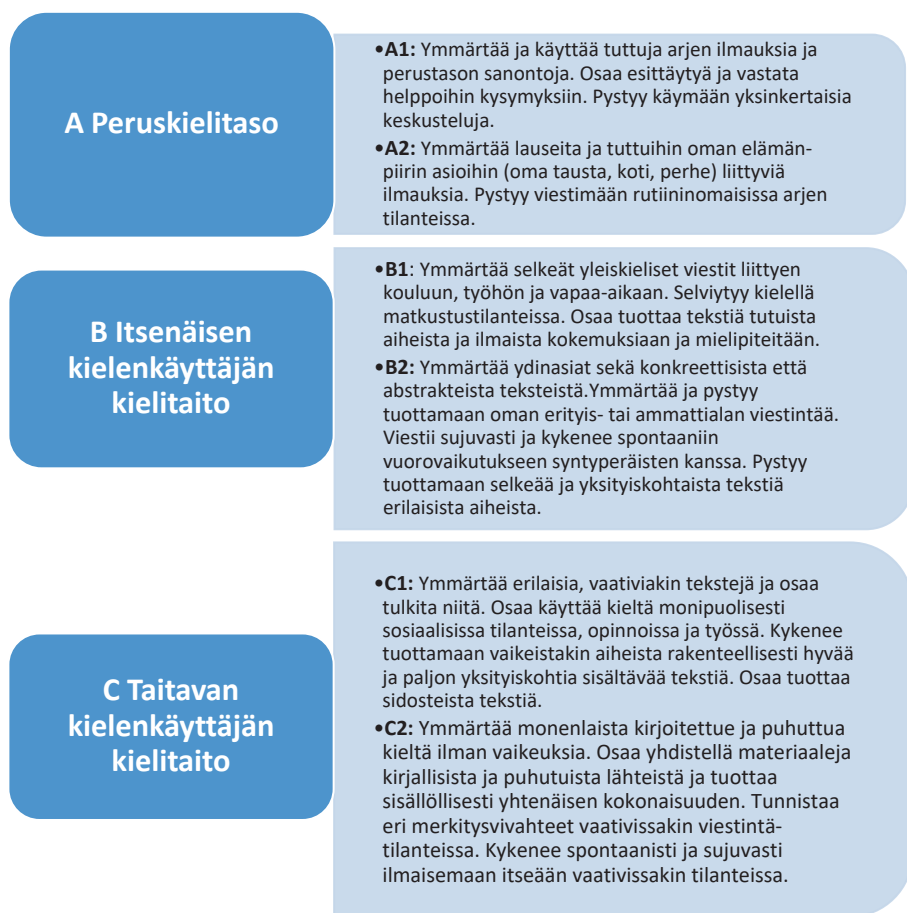 A Peruskielitaso
•A1: Ymmärtää ja käyttää tuttuja arjen ilmauksia ja
perustason sanontoja. Osaa esittäytyä ja vastata
helppoihin kysymyksiin. Pystyy käymään yksinkertaisia
keskusteluja.
•A2: Ymmärtää lauseita ja tuttuihin oman elämän-
piirin asioihin (oma tausta, koti, perhe) liittyviä
ilmauksia. Pystyy viestimään rutiininomaisissa arjen
tilanteissa.
B Itsenäisen
kielenkäyttäjän
kielitaito
•B1: Ymmärtää selkeät yleiskieliset viestit liittyen
kouluun, työhön ja vapaa-aikaan. Selviytyy kielellä
matkustustilanteissa. Osaa tuottaa tekstiä tutuista
aiheista ja ilmaista kokemuksiaan ja mielipiteitään.
•B2: Ymmärtää ydinasiat sekä konkreettisista että
abstrakteista teksteistä.Ymmärtää ja pystyy
tuottamaan oman erityis- tai ammattialan viestintää.
Viestii sujuvasti ja kykenee spontaaniin
vuorovaikutukseen syntyperäisten kanssa. Pystyy
tuottamaan selkeää ja yksityiskohtaista tekstiä
erilaisista aiheista.
C Taitavan
kielenkäyttäjän
kielitaito
•C1: Ymmärtää erilaisia, vaativiakin tekstejä ja osaa
tulkita niitä. Osaa käyttää kieltä monipuolisesti
sosiaalisissa tilanteissa, opinnoissa ja työssä. Kykenee
tuottamaan vaikeistakin aiheista rakenteellisesti hyvää
ja paljon yksityiskohtia sisältävää tekstiä. Osaa tuottaa
sidosteista tekstiä.
•C2: Ymmärtää monenlaista kirjoitettue ja puhuttua
kieltä ilman vaikeuksia. Osaa yhdistellä materiaaleja
kirjallisista ja puhutuista lähteistä ja tuottaa
sisällöllisesti yhtenäisen kokonaisuuden. Tunnistaa
eri merkitysvivahteet vaativissakin viestintä-
tilanteissa. Kykenee spontaanisti ja sujuvasti
ilmaisemaan itseään vaativissakin tilanteissa.